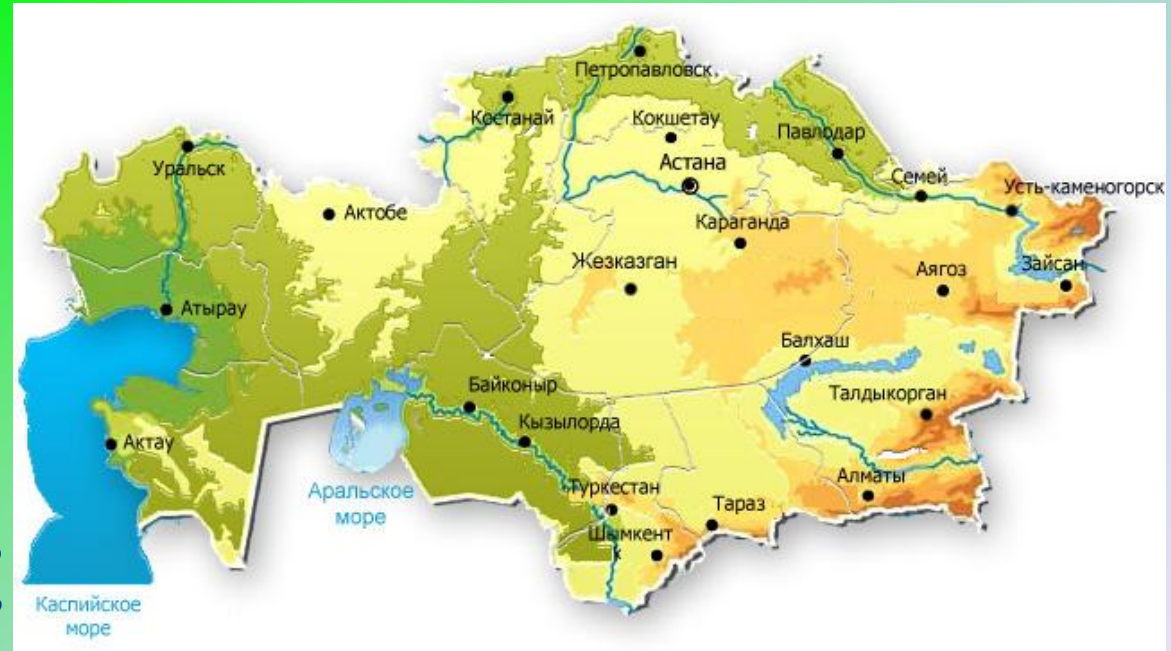 Петропавловск
Костанай
Кокшетау
Павлодар
Уральск
Астана
Семей
Усть-каменогорск
Актобе
Караганда
Жезказган
Аягоз
Зайсан
Атырау
Балхаш
Байконыр
Талдыкорган
Кызылорда
Актау
Аральское
море
Туркестан
Алматы
Тараз
Шымкент
к
Каспийское
море